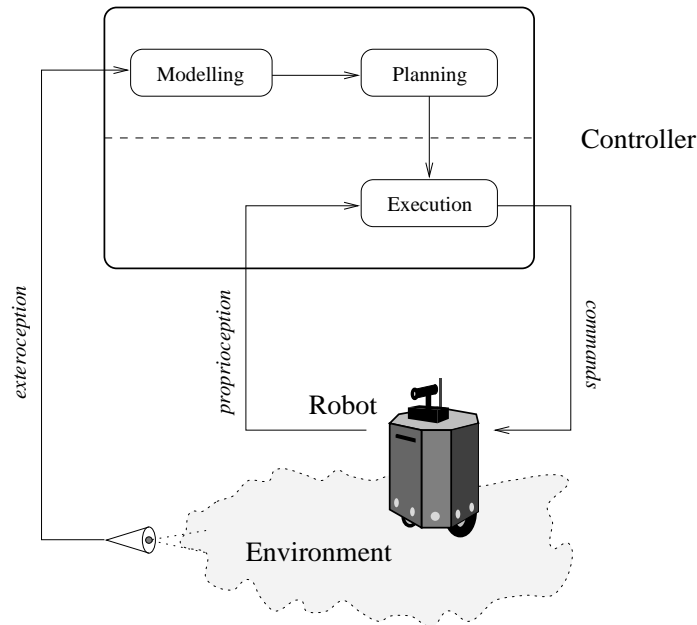 Modelling
Planning
Controller
Execution
exteroception
proprioception
commands
Robot
Environment